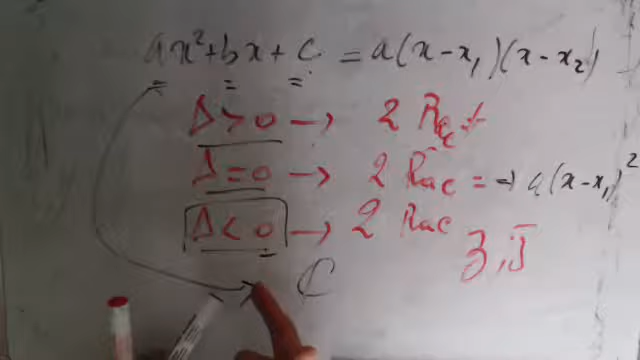 ax²+bx+c = a(x-x₁)(x-x₂)
Δ > 0 → 2 Rac ≠
Δ = 0 → 2 Rac = → a(x-x₁)²
Δ < 0 → 2 Rac
ℂ